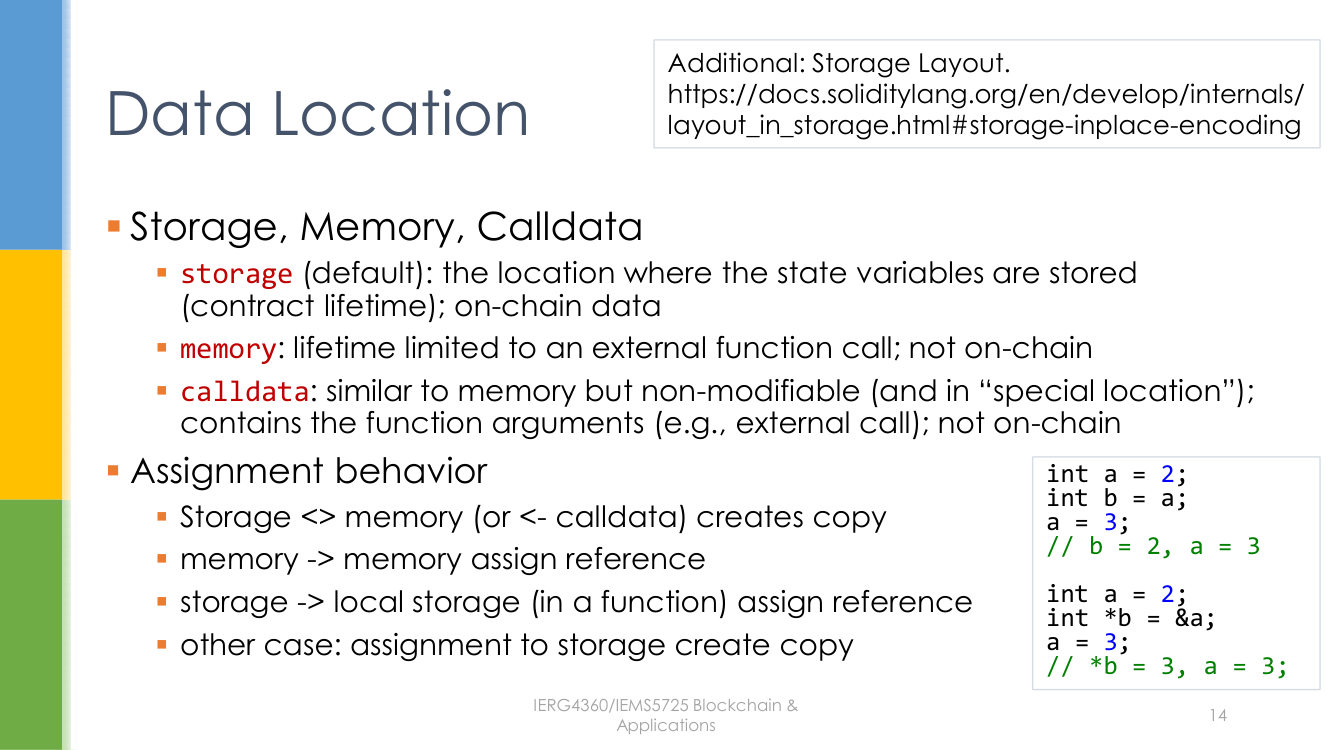 Additional: Storage Layout.
https://docs.soliditylang.org/en/develop/internals/
layout_in_storage.html#storage-inplace-encoding
Data Location
Storage, Memory, Calldata
storage (default): the location where the state variables are stored
(contract lifetime); on-chain data
memory: lifetime limited to an external function call; not on-chain
calldata: similar to memory but non-modifiable (and in “special location”);
contains the function arguments (e.g., external call); not on-chain
Assignment behavior
Storage <> memory (or <- calldata) creates copy
memory -> memory assign reference
storage -> local storage (in a function) assign reference
other case: assignment to storage create copy
int a = 2;
int b = a;
a = 3;
// b = 2, a = 3
int a = 2;
int *b = &a;
a = 3;
// *b = 3, a = 3;
IERG4360/IEMS5725 Blockchain &
Applications
14